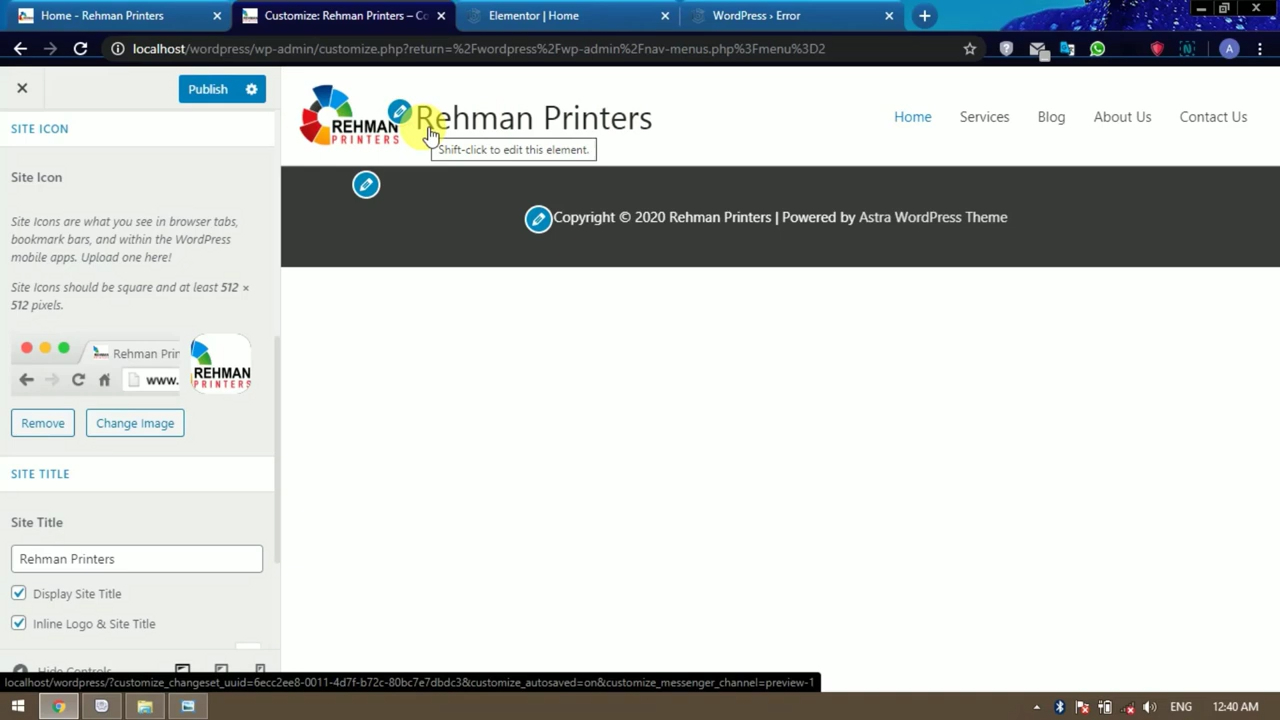 Home - Rehman Printers
Customize: Rehman Printers – Co
Elementor | Home
WordPress › Error
localhost/wordpress/wp-admin/customize.php?return=%2Fwordpress%2Fwp-admin%2Fnav-menus.php%3Fmenu%3D2
A
Publish
SITE ICON
Site Icon
Site Icons are what you see in browser tabs,
bookmark bars, and within the WordPress
mobile apps. Upload one here!
Site Icons should be square and at least 512 ×
512 pixels.
Rehman Prin
www.
REHMAN
PRINTERS
Remove
Change Image
SITE TITLE
Site Title
Rehman Printers
Display Site Title
Inline Logo & Site Title
Hide Controls
REHMAN
PRINTERS
Rehman Printers
Shift-click to edit this element.
Home
Services
Blog
About Us
Contact Us
Copyright © 2020 Rehman Printers | Powered by Astra WordPress Theme
localhost/wordpress/?customize_changeset_uuid=6ecc2ee8-0011-4d7f-b72c-80bc7e7dbdc3&customize_autosaved=on&customize_messenger_channel=preview-1
ENG
12:40 AM